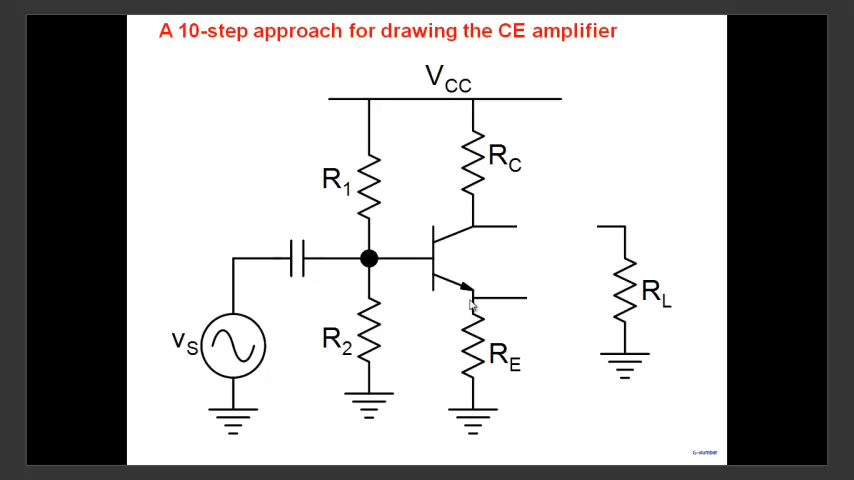 A 10-step approach for drawing the CE amplifier
VCC
R1
RC
RL
vS
R2
RE